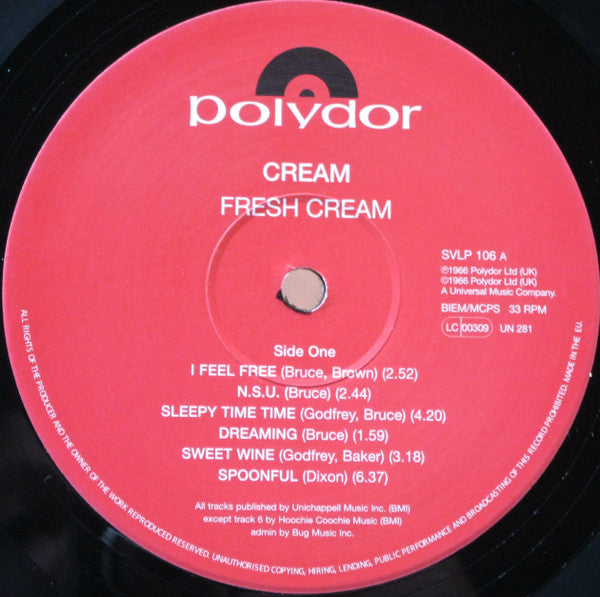 polydor
CREAM
FRESH CREAM
SVLP 106 A
℗1966 Polydor Ltd (UK)
©1966 Polydor Ltd (UK)
A Universal Music Company.
BIEM/MCPS 33 RPM
LC 00309 UN 281
Side One
I FEEL FREE (Bruce, Brown) (2.52)
N.S.U. (Bruce) (2.44)
SLEEPY TIME TIME (Godfrey, Bruce) (4.20)
DREAMING (Bruce) (1.59)
SWEET WINE (Godfrey, Baker) (3.18)
SPOONFUL (Dixon) (6.37)
All tracks published by Unichappell Music Inc. (BMI)
except track 6 by Hoochie Coochie Music (BMI)
admin by Bug Music Inc.
ALL RIGHTS OF THE PRODUCER AND THE OWNER OF THE WORK REPRODUCED RESERVED. UNAUTHORISED COPYING, HIRING, LENDING, PUBLIC PERFORMANCE AND BROADCASTING OF THIS RECORD PROHIBITED. MADE IN THE EU.